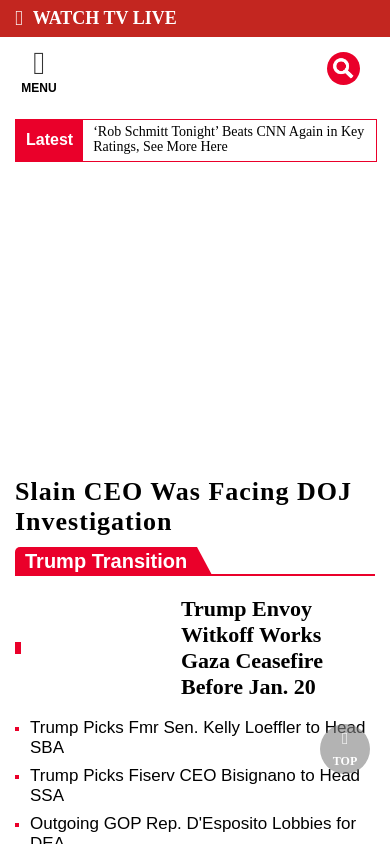 WATCH TV LIVE
MENU
Latest
‘Rob Schmitt Tonight’ Beats CNN Again in Key
Ratings, See More Here
Slain CEO Was Facing DOJ
Investigation
Trump Transition
Trump Envoy
Witkoff Works
Gaza Ceasefire
Before Jan. 20
Trump Picks Fmr Sen. Kelly Loeffler to Head
SBA
TOP
Trump Picks Fiserv CEO Bisignano to Head
SSA
Outgoing GOP Rep. D'Esposito Lobbies for
DEA